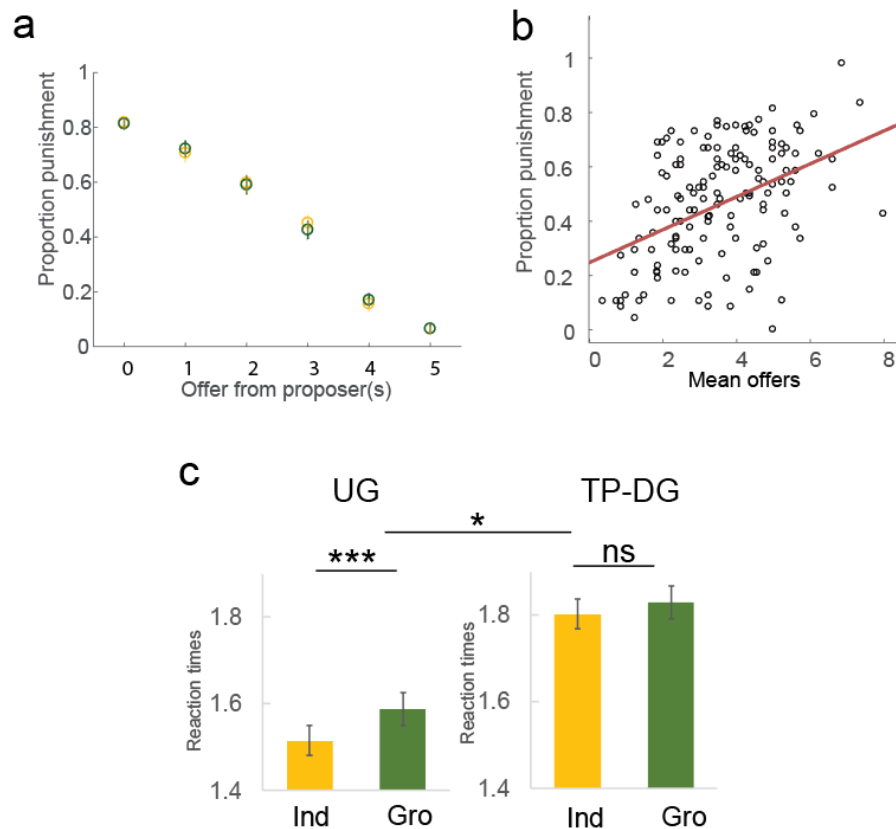 a
Proportion punishment
1
0.8
0.6
0.4
0.2
0
0 1 2 3 4 5
Offer from proposer(s)
b
Proprtion punishment
1
0.8
0.6
0.4
0.2
0
0 2 4 6 8
Mean offers
c
UG
TP-DG
*
***
ns
Reaction times
1.8
1.6
1.4
Ind Gro
Reaction times
1.8
1.6
1.4
Ind Gro